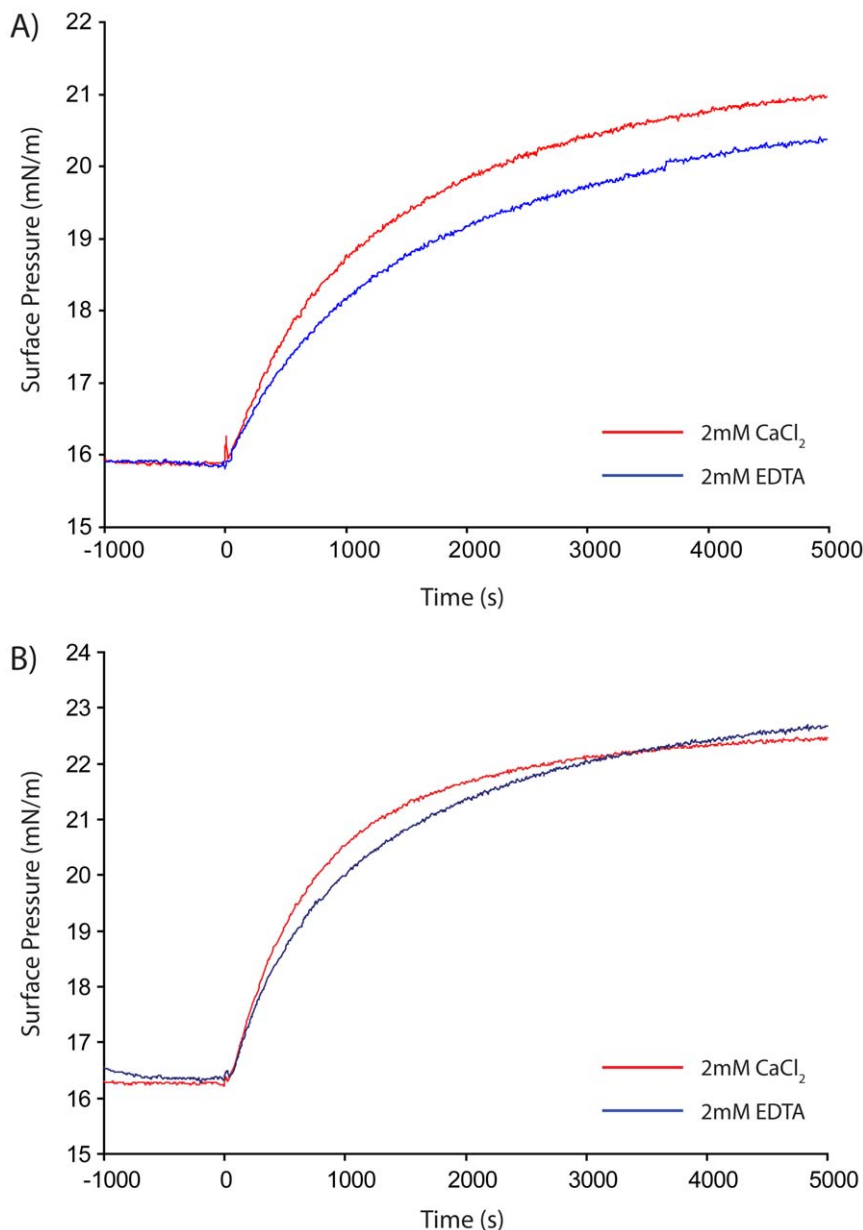 A)
22
21
20
19
18
17
16
15
Surface Pressure (mN/m)
2mM CaCl₂
2mM EDTA
-1000 0 1000 2000 3000 4000 5000
Time (s)
B)
24
23
22
21
20
19
18
17
16
15
Surface Pressure (mN/m)
2mM CaCl₂
2mM EDTA
-1000 0 1000 2000 3000 4000 5000
Time (s)